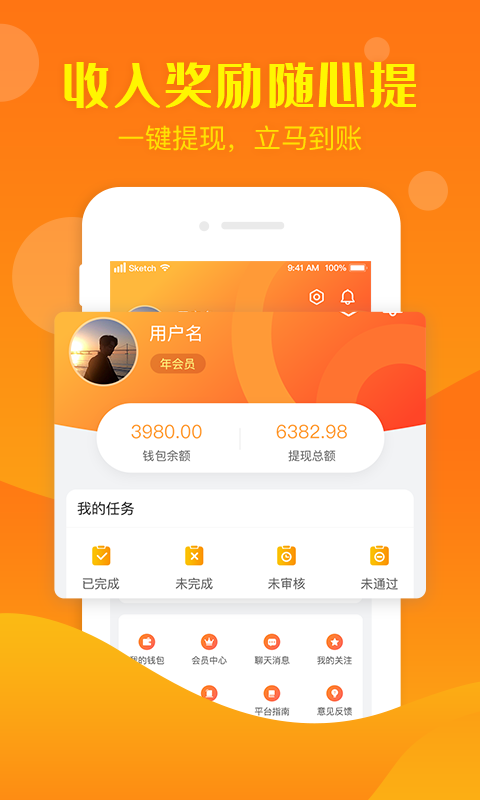 收入奖励随心提
一键提现，立马到账
Sketch
9:41 AM 100%
用户名
年会员
3980.00
6382.98
钱包余额
提现总额
我的任务
已完成
未完成
未审核
未通过
我的钱包
会员中心
聊天消息
我的关注
平台指南
意见反馈